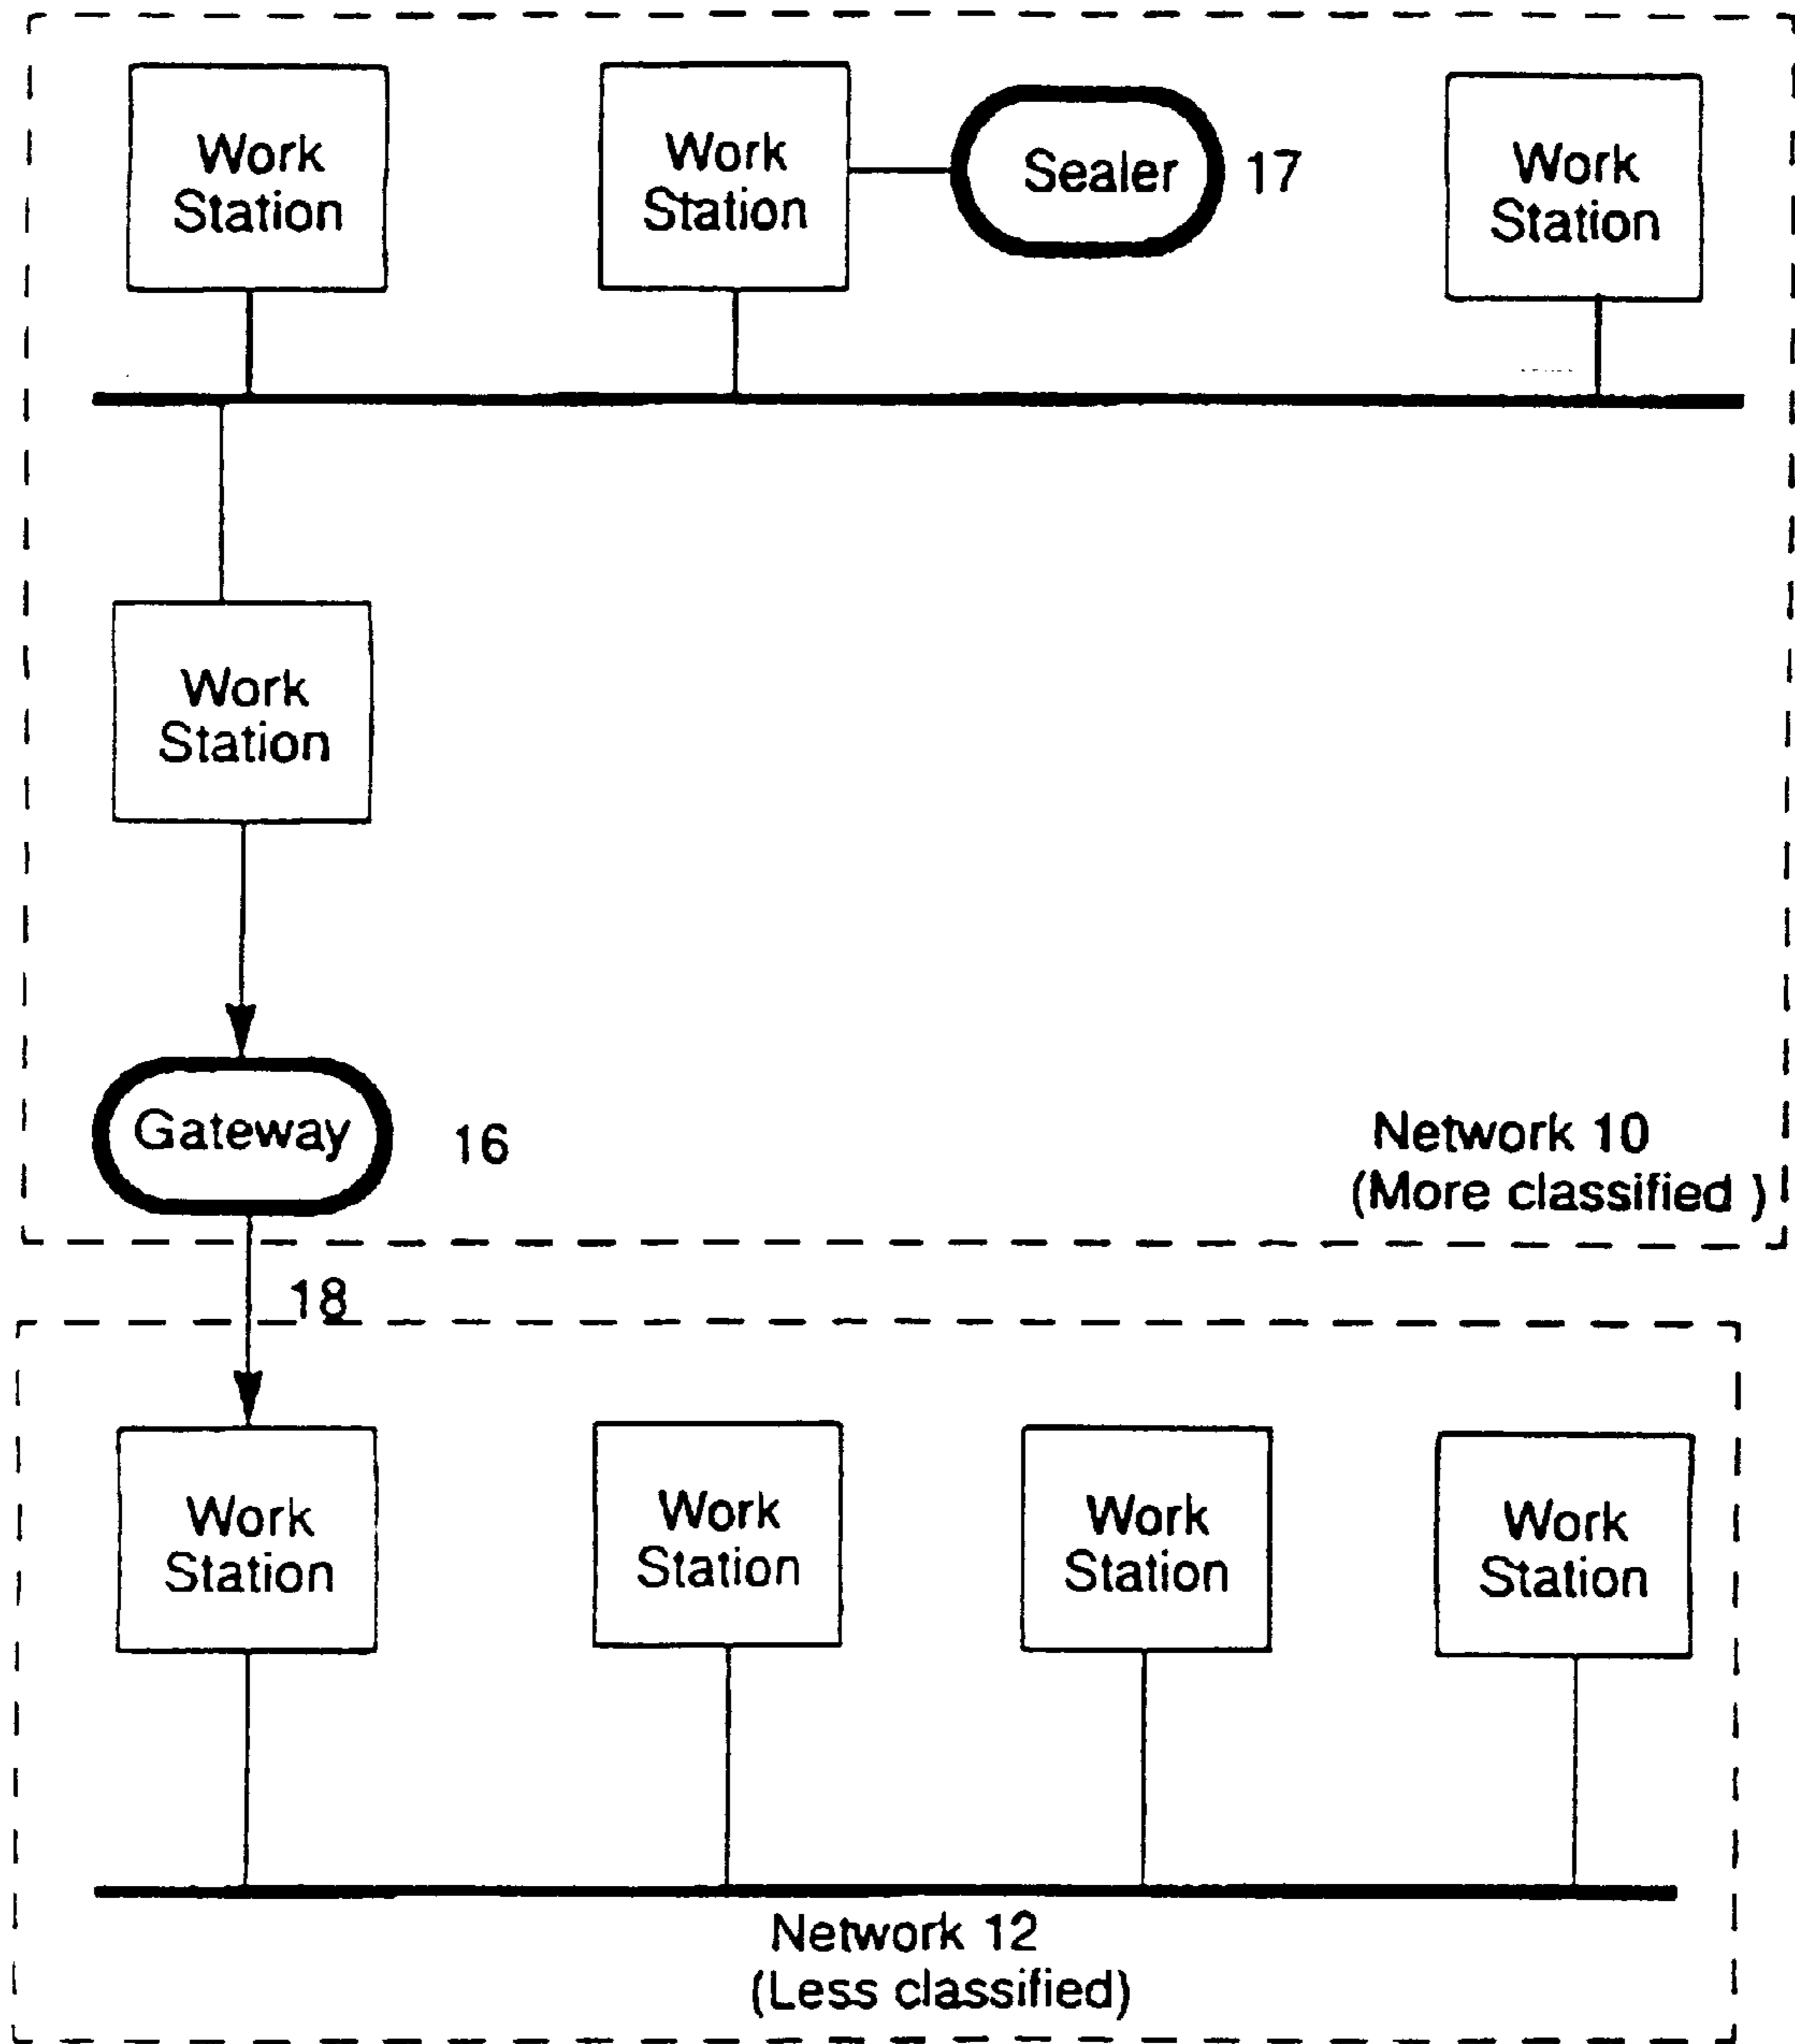 Work
Station
Work
Station
Sealer
17
Work
Station
Work
Station
Gateway
16
Network 10
(More classified )
18
Work
Station
Work
Station
Work
Station
Work
Station
Network 12
(Less classified)